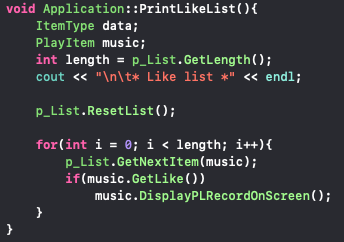 void Application::PrintLikeList(){
    ItemType data;
    PlayItem music;
    int length = p_List.GetLength();
    cout << "\n\t* Like list *" << endl;

    p_List.ResetList();

    for(int i = 0; i < length; i++){
        p_List.GetNextItem(music);
        if(music.GetLike())
            music.DisplayPLRecordOnScreen();
    }
}